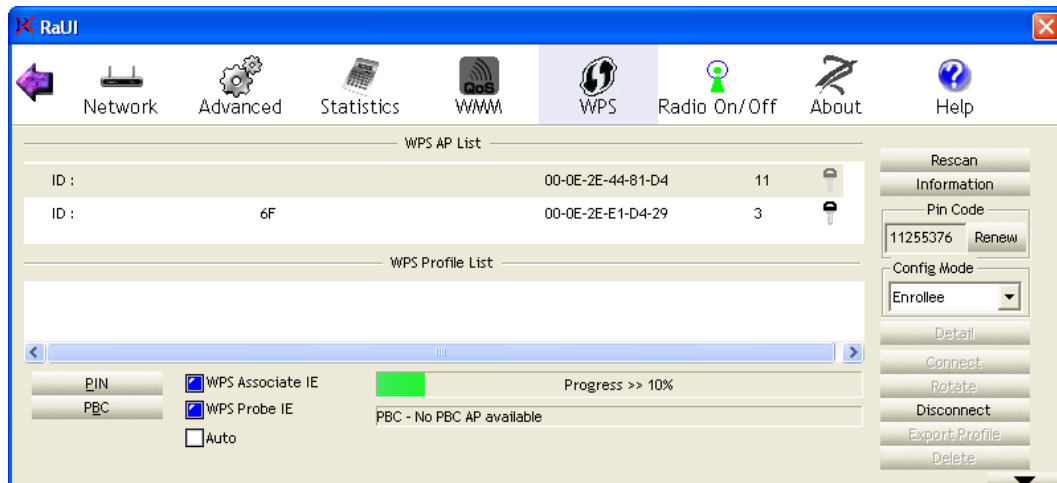 RaUI
Network Advanced Statistics QoS WMM WPS Radio On/Off About Help
WPS AP List
ID : 00-0E-2E-44-81-D4 11
ID : 6F 00-0E-2E-E1-D4-29 3
WPS Profile List
Rescan
Information
Pin Code
11255376 Renew
Config Mode
Enrollee
Detail
Connect
Rotate
Disconnect
Export Profile
Delete
PIN
PBC
WPS Associate IE
WPS Probe IE
Auto
Progress >> 10%
PBC - No PBC AP available